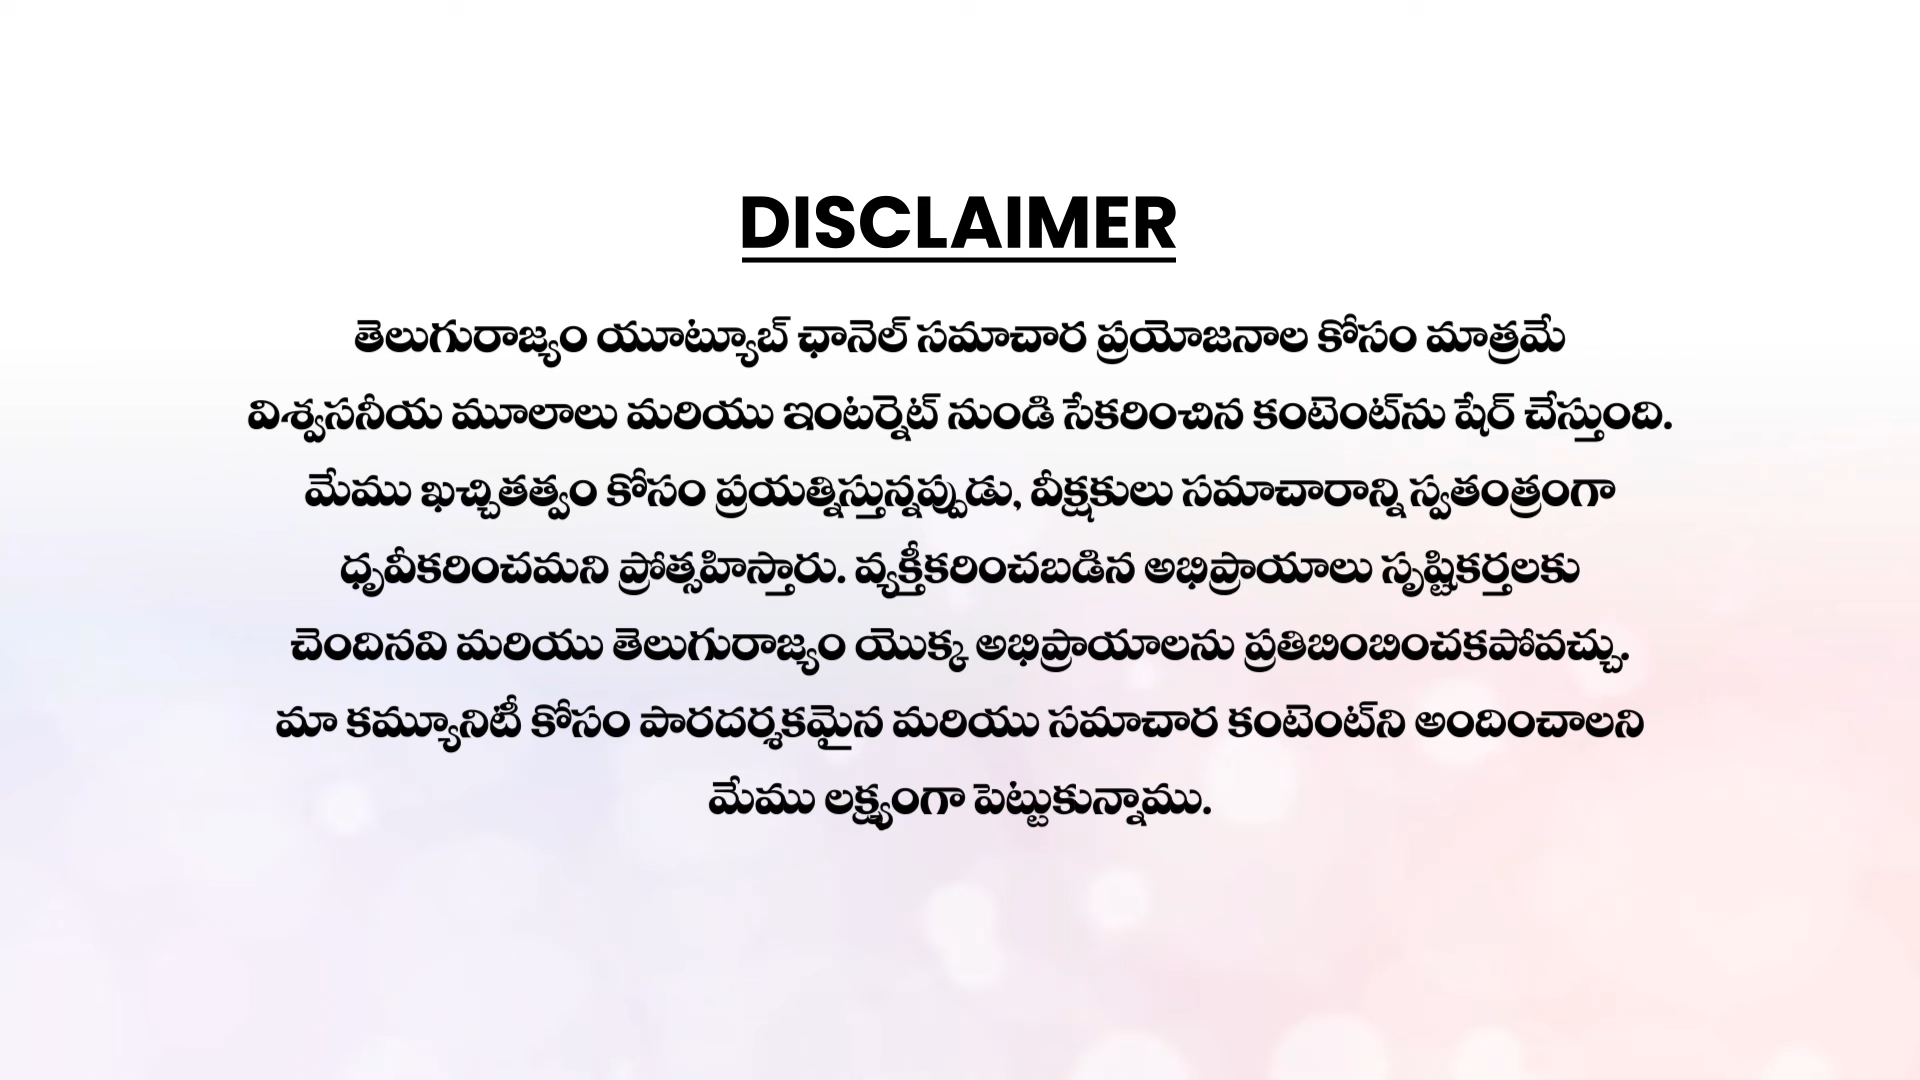 DISCLAIMER
తెలుగురాజ్యం యూట్యూబ్ ఛానెల్ సమాచార ప్రయోజనాల కోసం మాత్రమే
విశ్వసనీయ మూలాలు మరియు ఇంటర్నెట్ నుండి సేకరించిన కంటెంట్‌ను షేర్ చేస్తుంది.
మేము ఖచ్చితత్వం కోసం ప్రయత్నిస్తున్నప్పుడు, వీక్షకులు సమాచారాన్ని స్వతంత్రంగా
ధృవీకరించమని ప్రోత్సహిస్తారు. వ్యక్తీకరించబడిన అభిప్రాయాలు సృష్టికర్తలకు
చెందినవి మరియు తెలుగురాజ్యం యొక్క అభిప్రాయాలను ప్రతిబింబించకపోవచ్చు.
మా కమ్యూనిటీ కోసం పారదర్శకమైన మరియు సమాచార కంటెంట్‌ని అందించాలని
మేము లక్ష్యంగా పెట్టుకున్నాము.